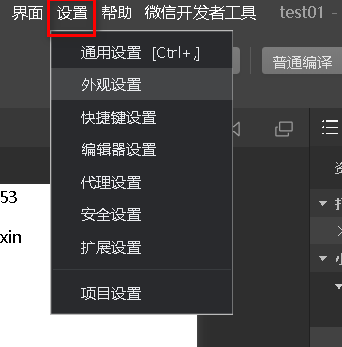 界面 设置 帮助 微信开发者工具 test01 -
通用设置 [Ctrl+,]
普通编译
外观设置
快捷键设置
编辑器设置
代理设置
53
安全设置
xin
扩展设置
项目设置